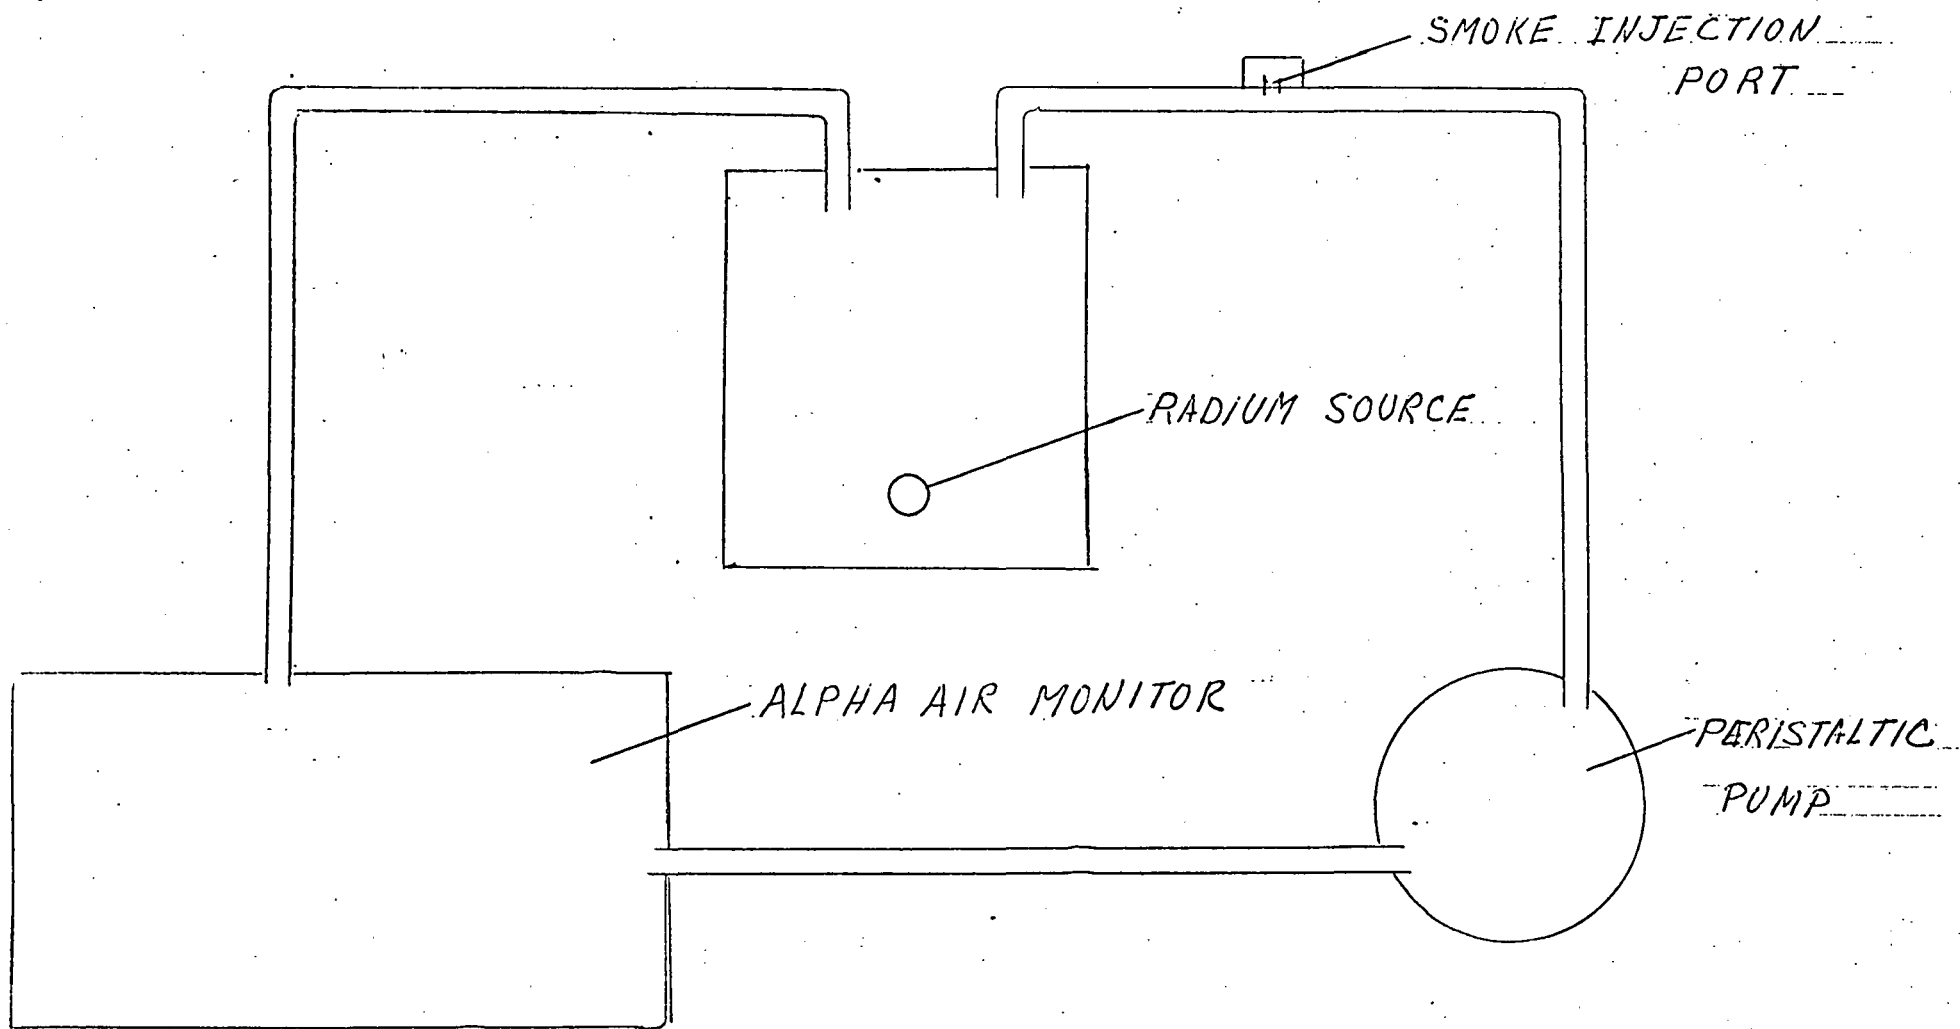 SMOKE INJECTION
PORT
RADIUM SOURCE
ALPHA AIR MONITOR
PERISTALTIC
PUMP